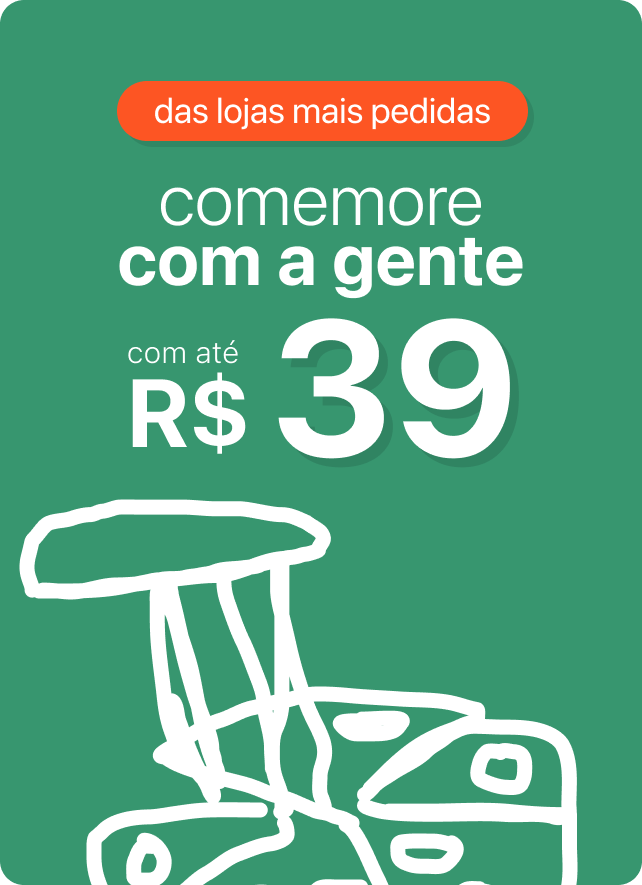 das lojas mais pedidas
comemore
com a gente
com até
R$ 39